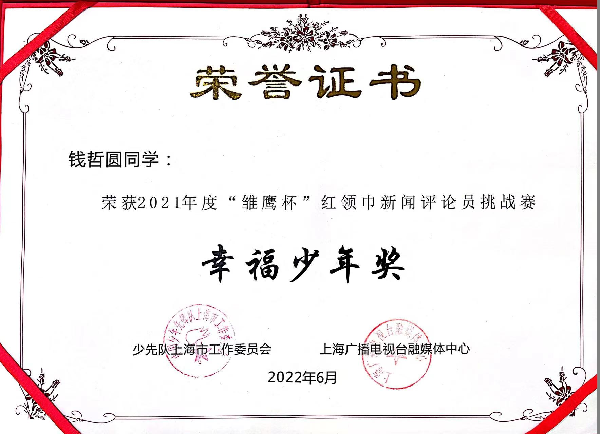 荣誉证书
钱哲圆同学：
荣获2021年度“雏鹰杯”红领巾新闻评论员挑战赛
幸福少年奖
少先队上海市工作委员会 上海广播电视台融媒体中心
2022年6月